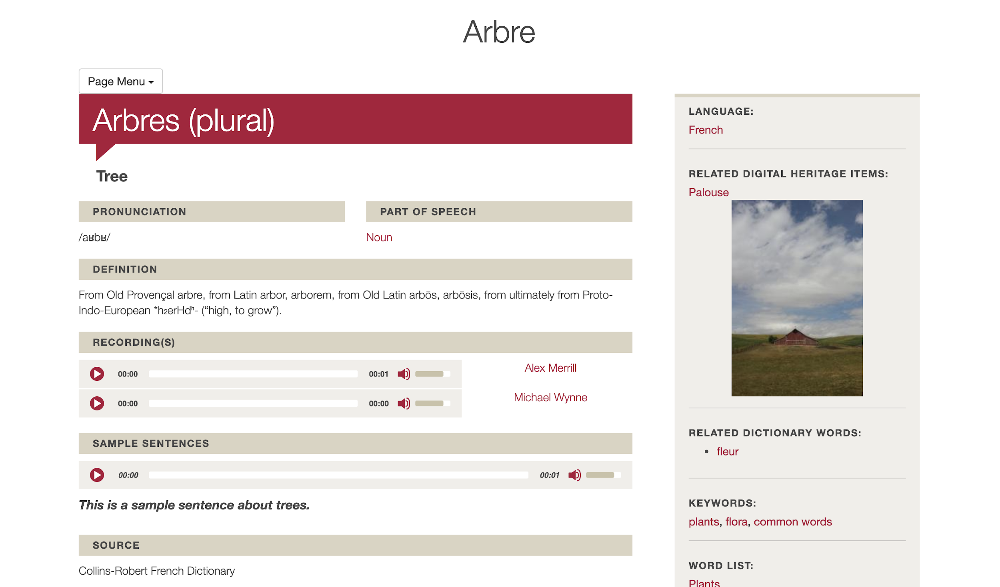 Arbre
Page Menu
Arbres (plural)
Tree
PRONUNCIATION
/aʁbʁ/
PART OF SPEECH
Noun
DEFINITION
From Old Provençal arbre, from Latin arbor, arborem, from Old Latin arbōs, arbōsis, from ultimately from Proto-
Indo-European *h₂erHdʰ- (“high, to grow”).
RECORDING(S)
00:00 00:01
Alex Merrill
00:00 00:00
Michael Wynne
SAMPLE SENTENCES
00:00 00:01
This is a sample sentence about trees.
SOURCE
Collins-Robert French Dictionary
LANGUAGE:
French
RELATED DIGITAL HERITAGE ITEMS:
Palouse
RELATED DICTIONARY WORDS:
• fleur
KEYWORDS:
plants, flora, common words
WORD LIST:
Plants